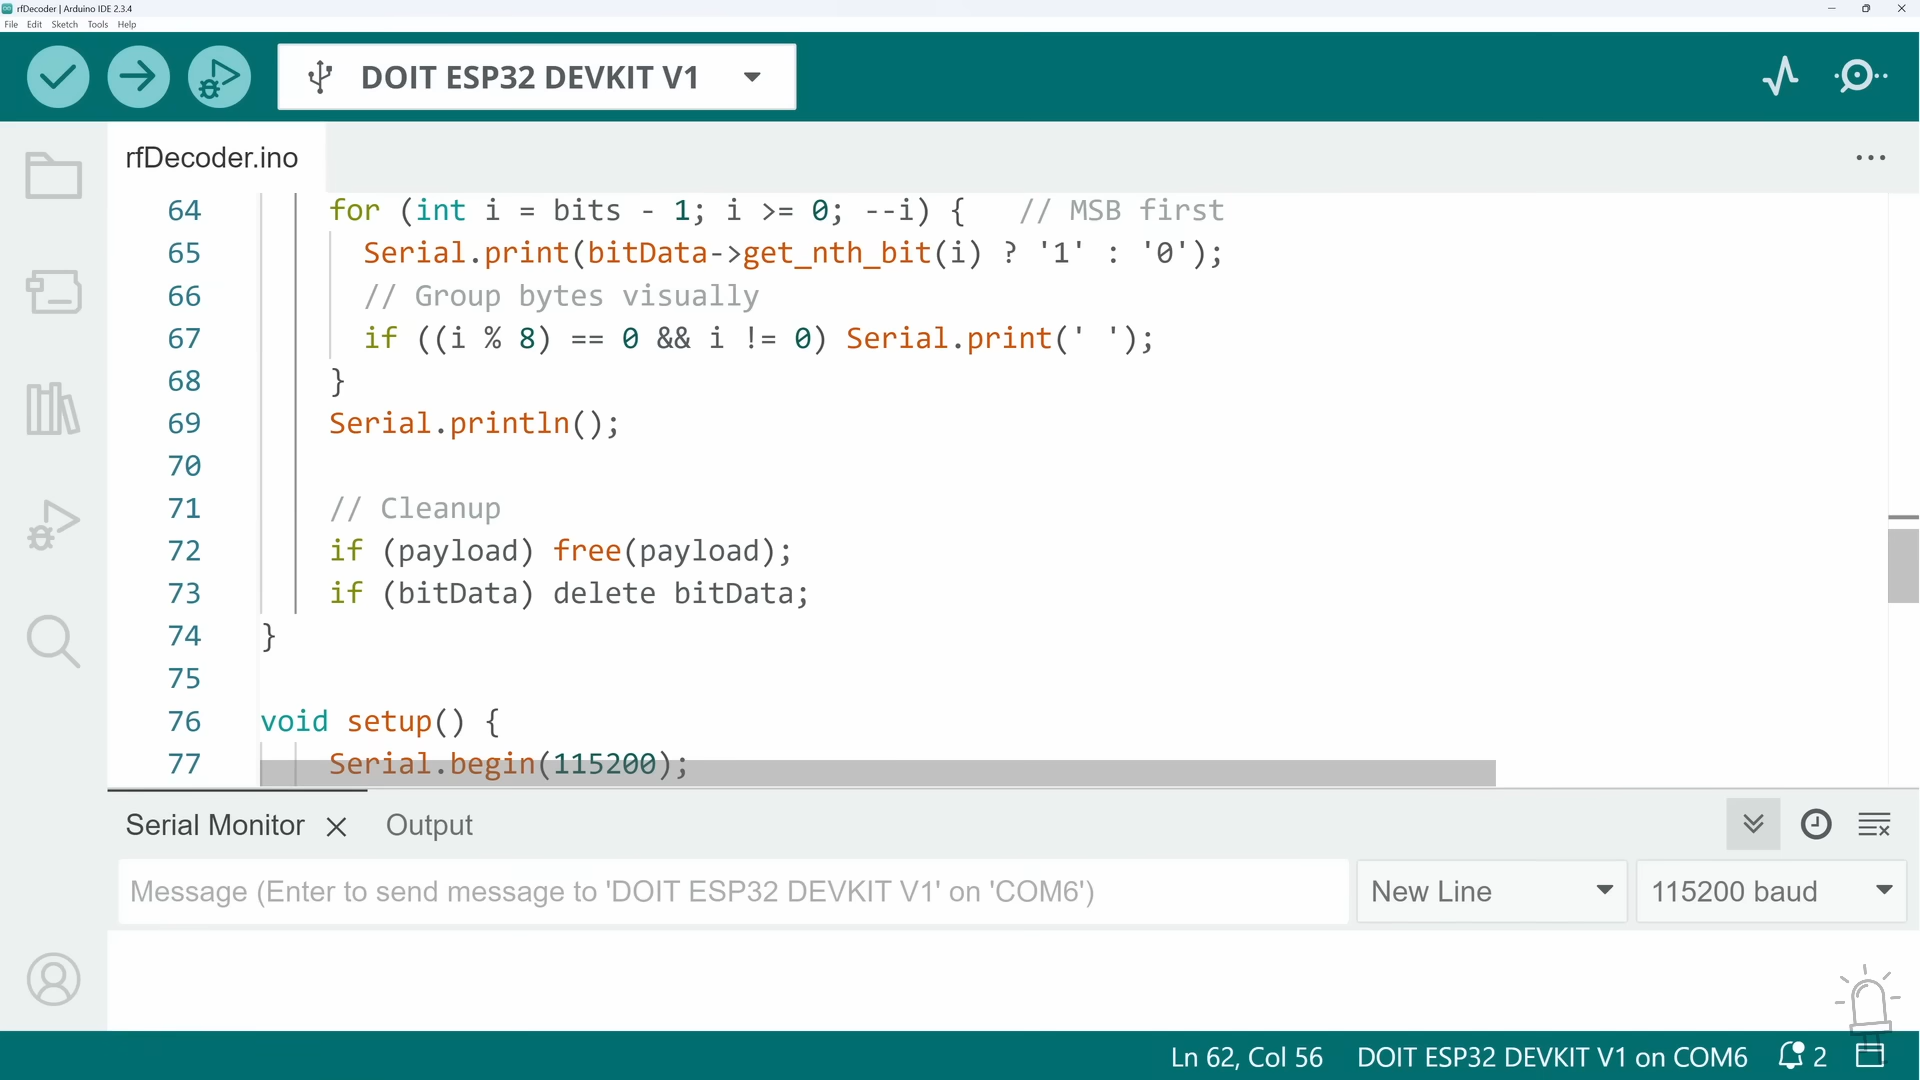 rfDecoder | Arduino IDE 2.3.4
File Edit Sketch Tools Help
DOIT ESP32 DEVKIT V1
rfDecoder.ino
64 for (int i = bits - 1; i >= 0; --i) { // MSB first
65 Serial.print(bitData->get_nth_bit(i) ? '1' : '0');
66 // Group bytes visually
67 if ((i % 8) == 0 && i != 0) Serial.print(' ');
68 }
69 Serial.println();
70
71 // Cleanup
72 if (payload) free(payload);
73 if (bitData) delete bitData;
74 }
75
76 void setup() {
77 Serial.begin(115200);
Serial Monitor Output
Message (Enter to send message to 'DOIT ESP32 DEVKIT V1' on 'COM6')
New Line
115200 baud
Ln 62, Col 56 DOIT ESP32 DEVKIT V1 on COM6 2